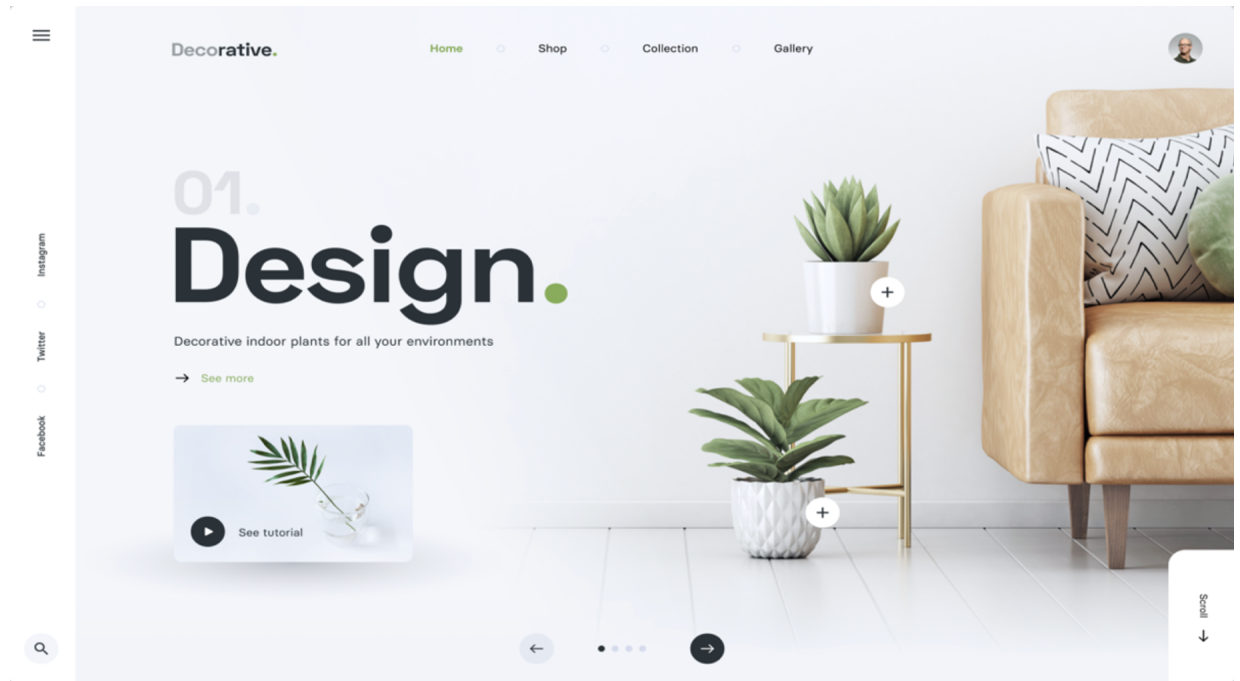 Decorative.
Home
Shop
Collection
Gallery
Instagram
Twitter
Facebook
01.
Design.
Decorative indoor plants for all your environments
→ See more
See tutorial
Scroll